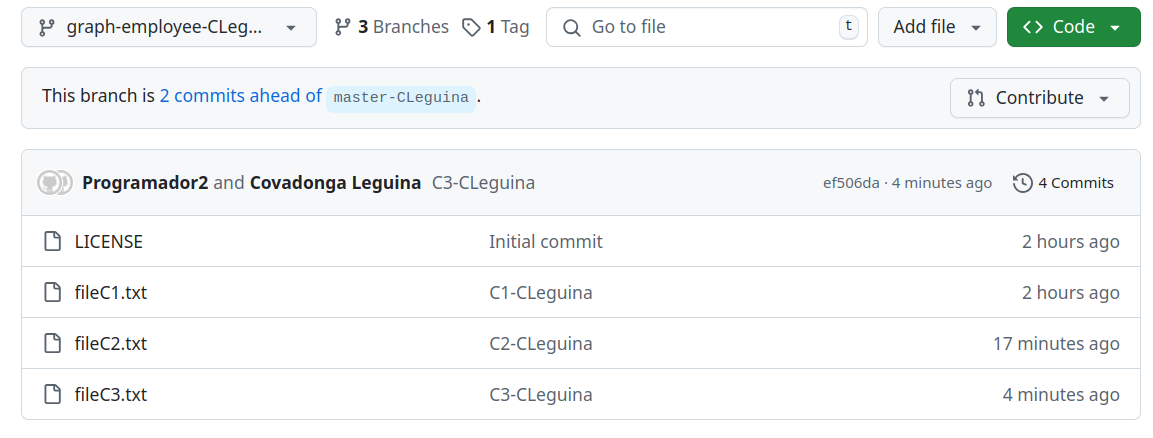 graph-employee-CLeg... 3 Branches 1 Tag Go to file t Add file Code
This branch is 2 commits ahead of master-CLeguina . Contribute
Programador2 and Covadonga Leguina C3-CLeguina ef506da · 4 minutes ago 4 Commits
LICENSE Initial commit 2 hours ago
fileC1.txt C1-CLeguina 2 hours ago
fileC2.txt C2-CLeguina 17 minutes ago
fileC3.txt C3-CLeguina 4 minutes ago